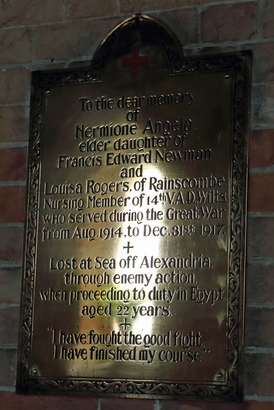 To the dear memory
of
Hermione Angela,
elder daughter of
Francis Edward Newman
and
Louisa Rogers, of Rainscombe
Nursing Member of 14th V.A.D. Wilts
who served during the Great War
from Aug 1914, to Dec. 31st 1917.
Lost at Sea off Alexandria,
through enemy action,
when proceeding to duty in Egypt,
aged 22 years.
"I have fought the good fight,
I have finished my course."